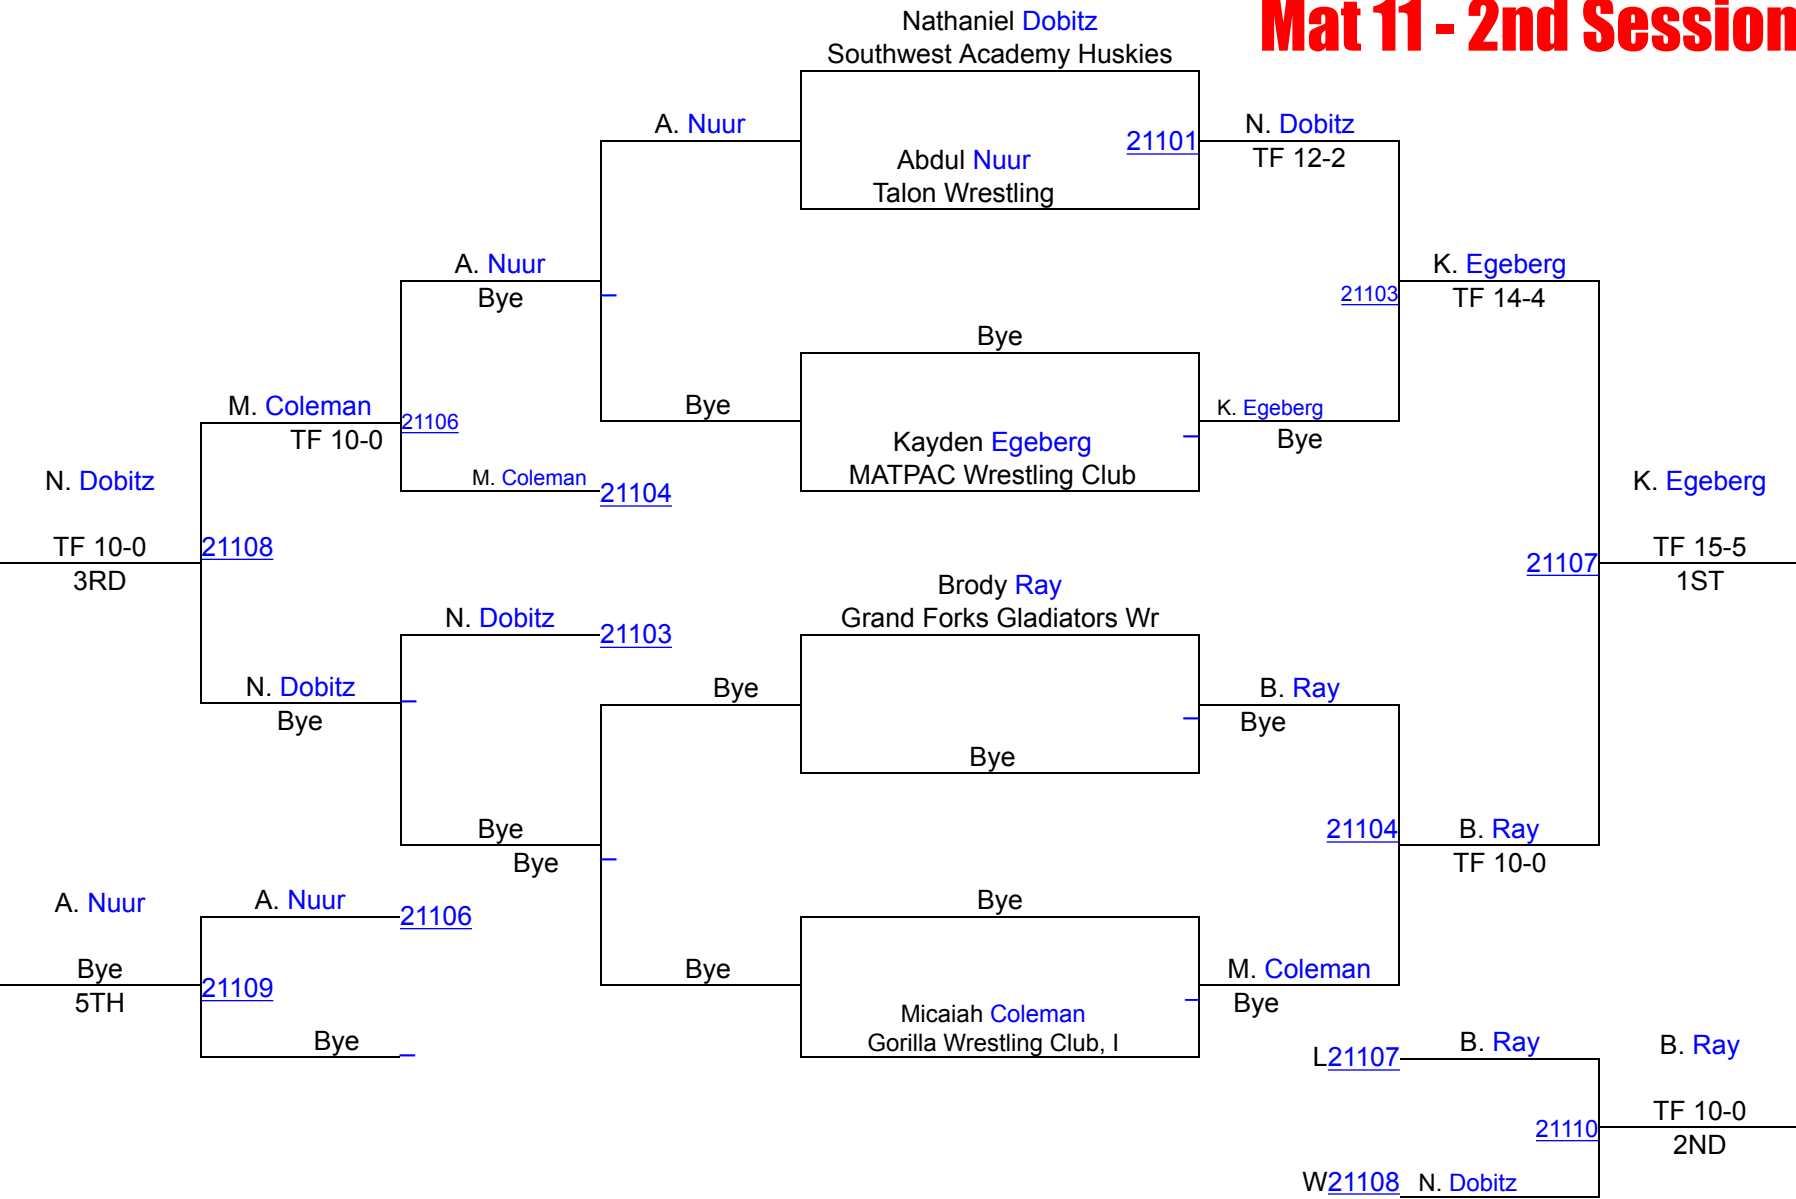 Mat 11 - 2nd Session
Nathaniel Dobitz
Southwest Academy Huskies
A. Nuur
21101
N. Dobitz
TF 12-2
Abdul Nuur
Talon Wrestling
A. Nuur
Bye
21103
K. Egeberg
TF 14-4
Bye
M. Coleman
TF 10-0
21106
Bye
K. Egeberg
Bye
Kayden Egeberg
MATPAC Wrestling Club
M. Coleman
21104
N. Dobitz
TF 10-0
3RD
21108
K. Egeberg
TF 15-5
1ST
21107
Brody Ray
Grand Forks Gladiators Wr
N. Dobitz
21103
N. Dobitz
Bye
Bye
B. Ray
Bye
Bye
Bye
Bye
21104
B. Ray
TF 10-0
A. Nuur
Bye
5TH
A. Nuur
21106
21109
Bye
Bye
Bye
M. Coleman
Bye
Micaiah Coleman
Gorilla Wrestling Club, I
L21107
B. Ray
B. Ray
TF 10-0
2ND
21110
W21108
N. Dobitz